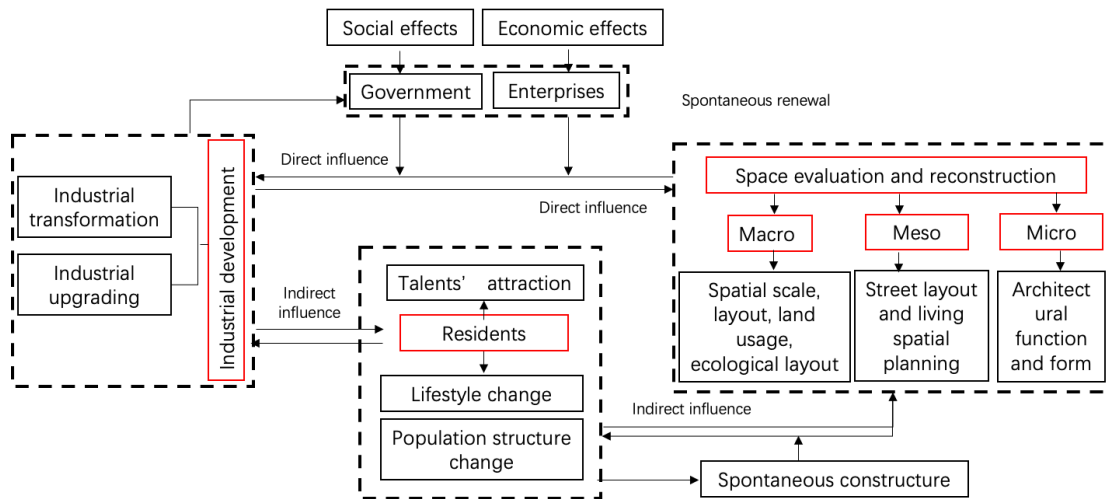 Social effects
Economic effects
Government
Enterprises
Spontaneous renewal
Direct influence
Direct influence
Industrial
transformation
Industrial
upgrading
Industrial development
Space evaluation and reconstruction
Macro
Meso
Micro
Spatial scale,
layout, land
usage,
ecological layout
Street layout
and living
spatial
planning
Architect
ural
function
and form
Indirect
influence
Talents’ attraction
Residents
Lifestyle change
Population structure
change
Indirect influence
Spontaneous constructure